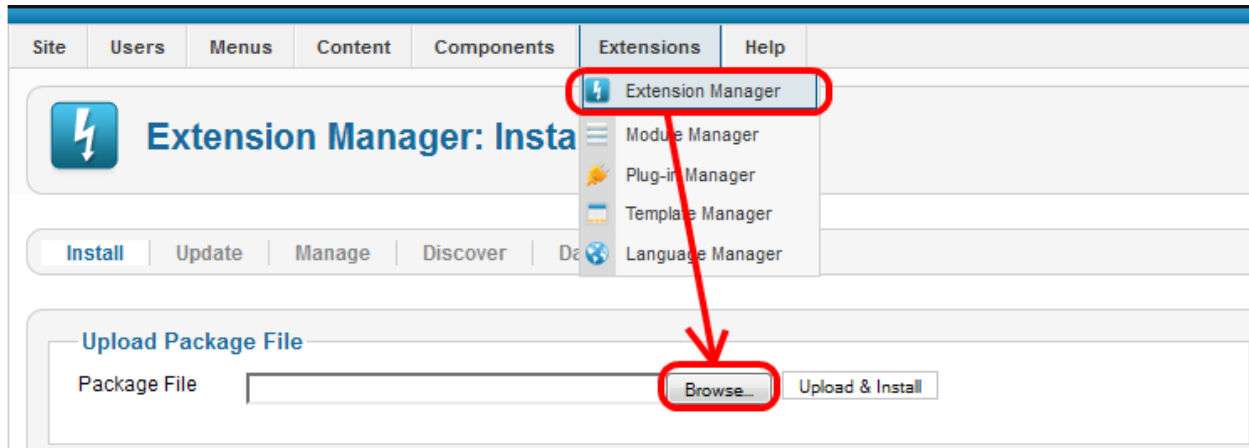 Site Users Menus Content Components Extensions Help
Extension Manager
Extension Manager: Insta
Module Manager
Plug-in Manager
Template Manager
Install Update Manage Discover Da
Language Manager
Upload Package File
Package File Browse... Upload & Install